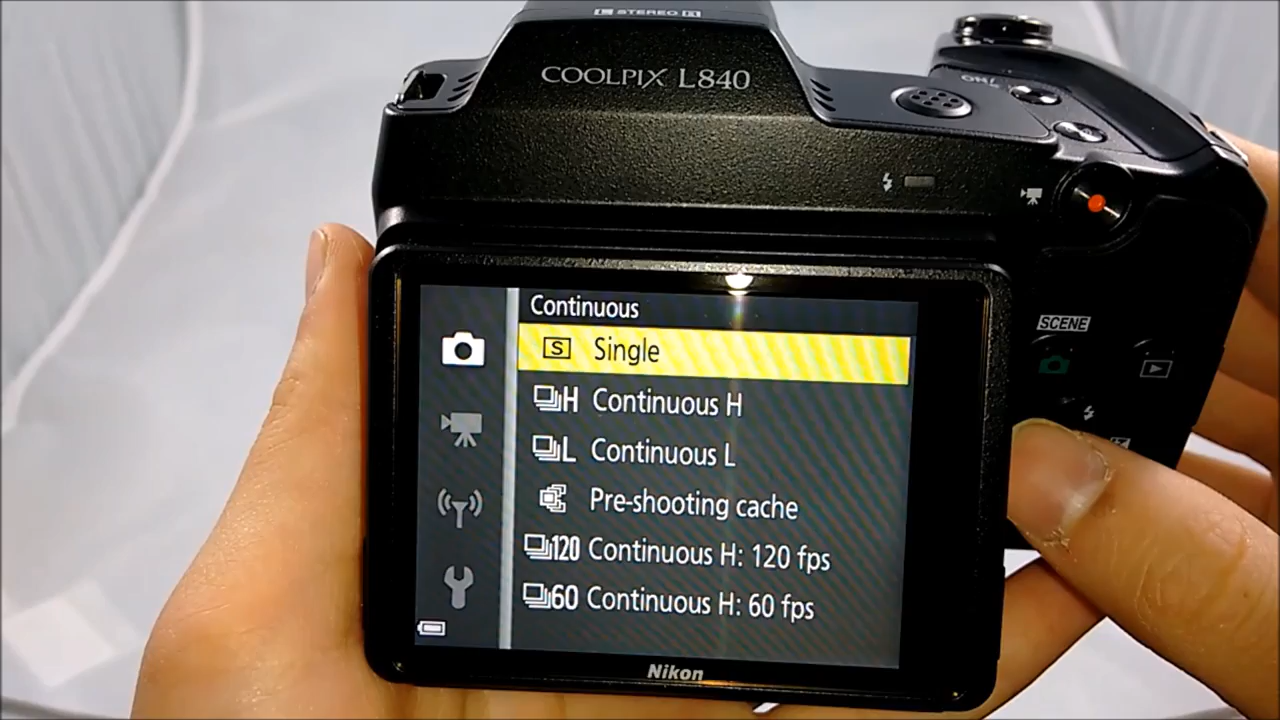 L STEREO R
COOLPIX L840
ON/
SCENE
Continuous
S Single
H Continuous H
L Continuous L
Pre-shooting cache
120 Continuous H: 120 fps
60 Continuous H: 60 fps
Nikon